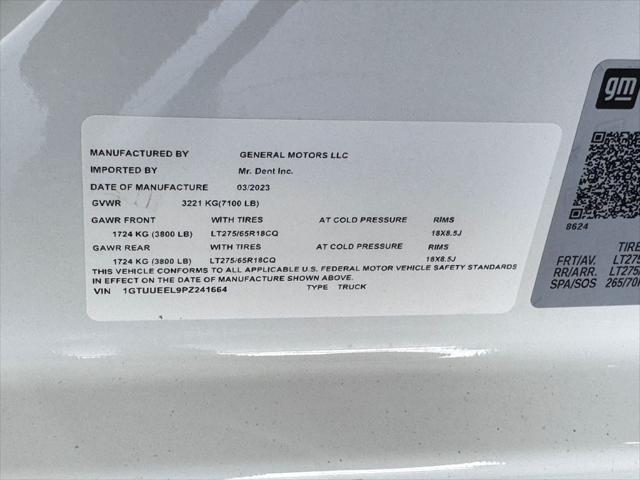 MANUFACTURED BY GENERAL MOTORS LLC
IMPORTED BY Mr. Dent Inc.
DATE OF MANUFACTURE 03/2023
GVWR 3221 KG(7100 LB)
GAWR FRONT WITH TIRES AT COLD PRESSURE RIMS
1724 KG (3800 LB) LT275/65R18CQ 18X8.5J
GAWR REAR WITH TIRES AT COLD PRESSURE RIMS
1724 KG (3800 LB) LT275/65R18CQ 18X8.5J
THIS VEHICLE CONFORMS TO ALL APPLICABLE U.S. FEDERAL MOTOR VEHICLE SAFETY STANDARDS
IN EFFECT ON THE DATE OF MANUFACTURE SHOWN ABOVE.
VIN 1GTUUEEL9PZ241664 TYPE TRUCK
gm
8624
TIRE
FRT/AV. LT275
RR/ARR. LT275
SPA/SOS 265/70